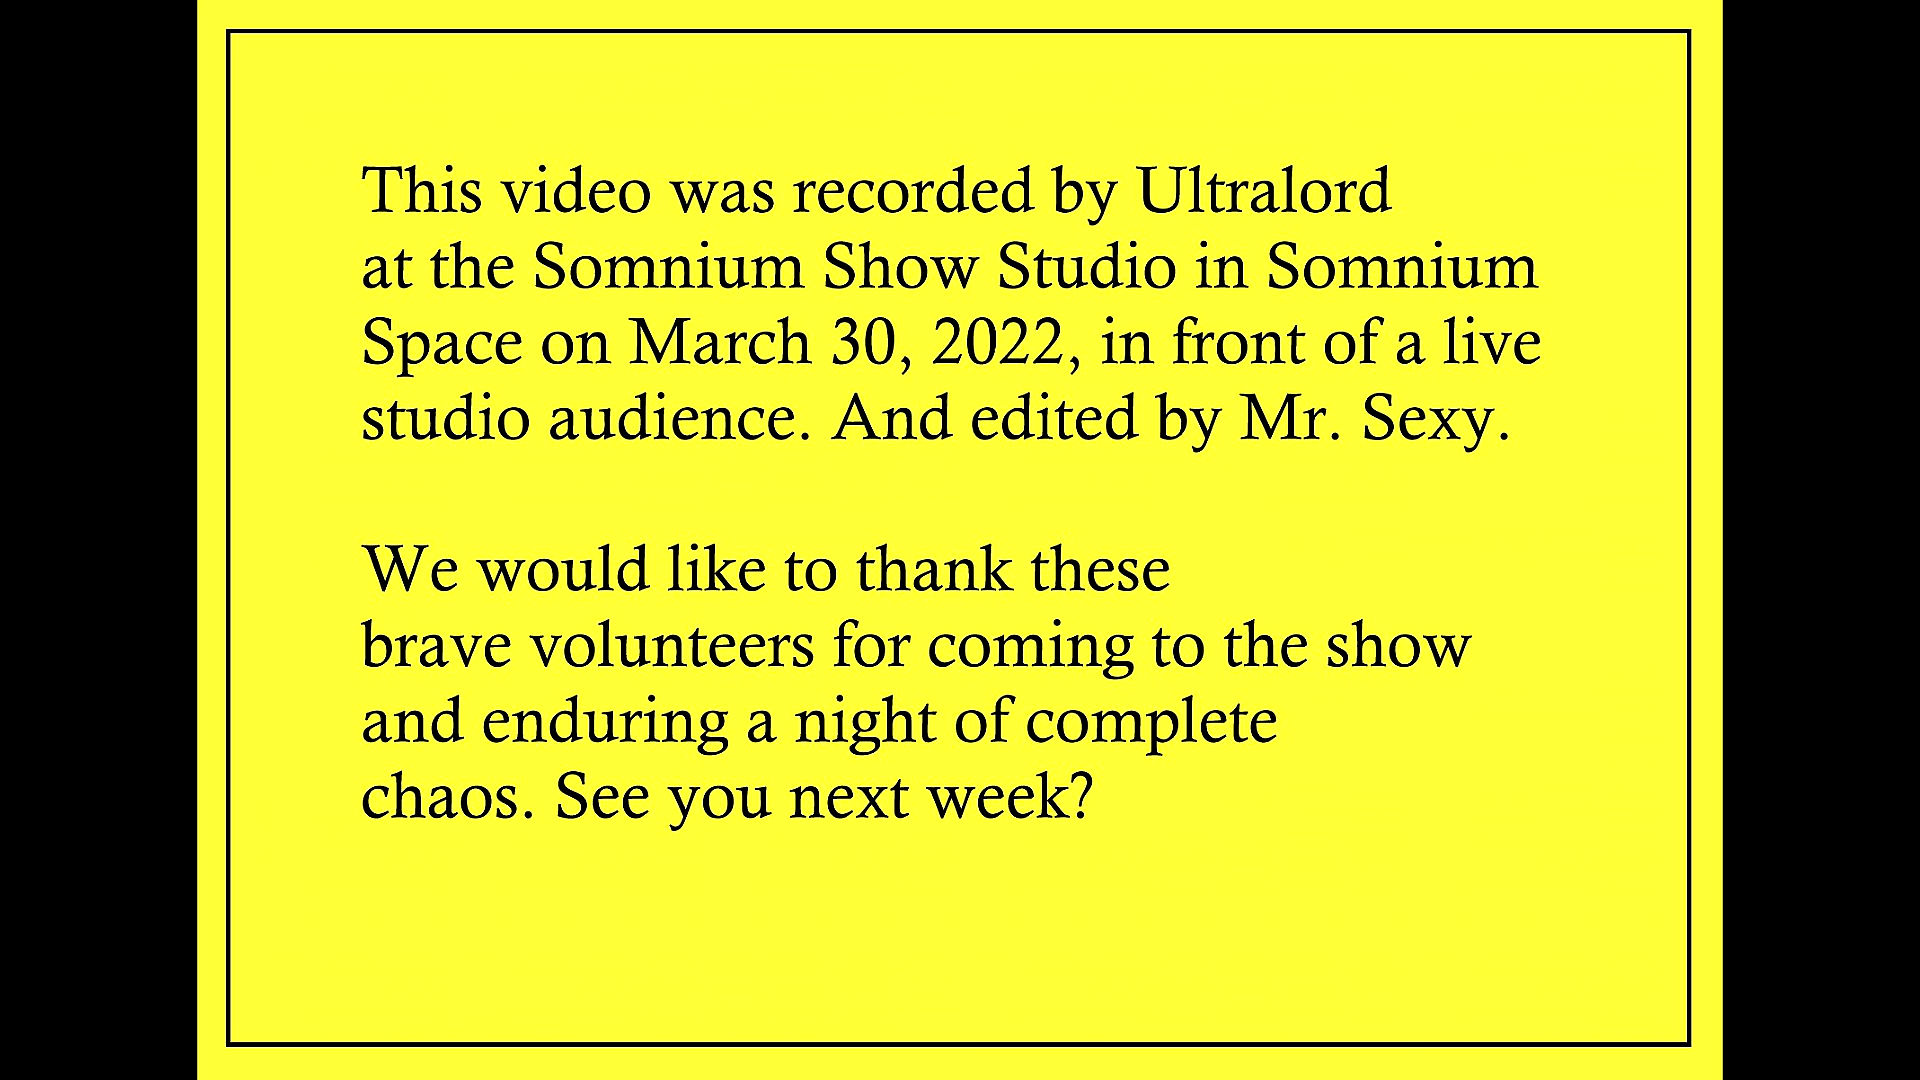 This video was recorded by Ultralord
at the Somnium Show Studio in Somnium
Space on March 30, 2022, in front of a live
studio audience. And edited by Mr. Sexy.
We would like to thank these
brave volunteers for coming to the show
and enduring a night of complete
chaos. See you next week?